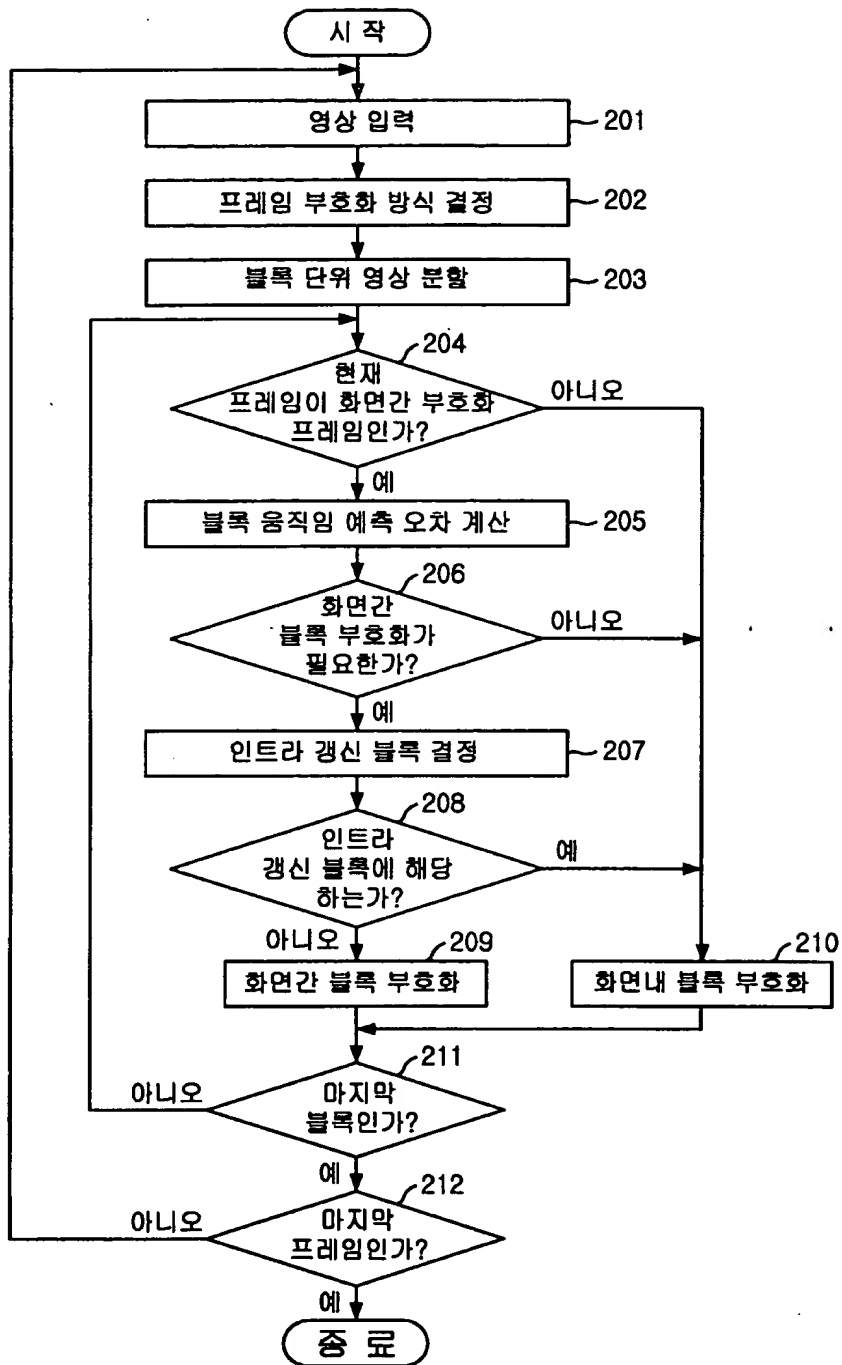 시 작
영상 입력
201
프레임 부호화 방식 결정
202
블록 단위 영상 분할
203
204
현재
프레임이 화면간 부호화
프레임인가?
아니오
예
블록 움직임 예측 오차 계산
205
206
화면간
블록 부호화가
필요한가?
아니오
예
인트라 갱신 블록 결정
207
208
인트라
갱신 블록에 해당
하는가?
예
아니오
209
화면간 블록 부호화
210
화면내 블록 부호화
211
마지막
블록인가?
아니오
예
212
마지막
프레임인가?
아니오
예
종 료